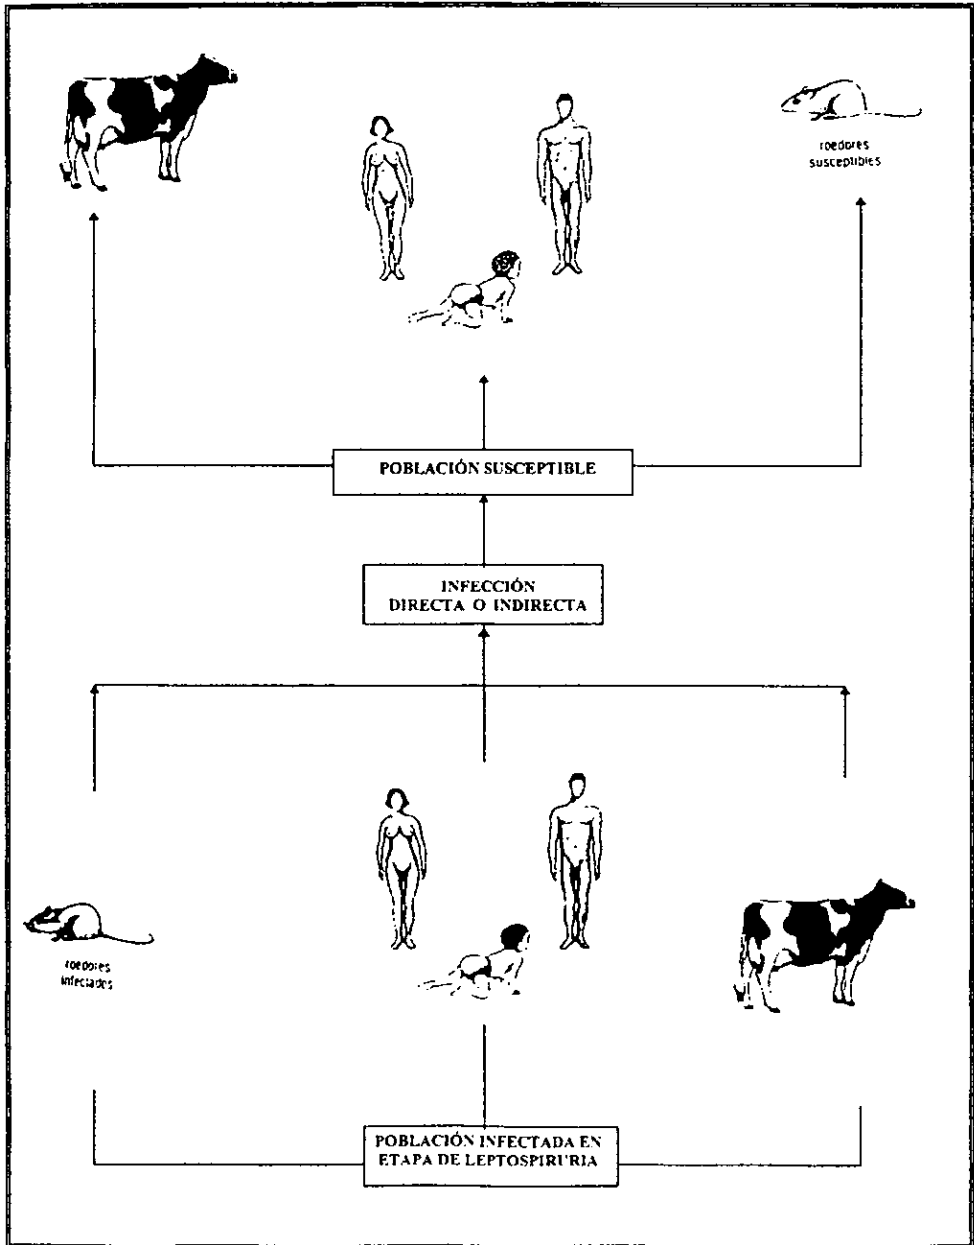 roedores
susceptibles
POBLACIÓN SUSCEPTIBLE
INFECCIÓN
DIRECTA O INDIRECTA
roedores
infectados
POBLACIÓN INFECTADA EN
ETAPA DE LEPTOSPIRURIA